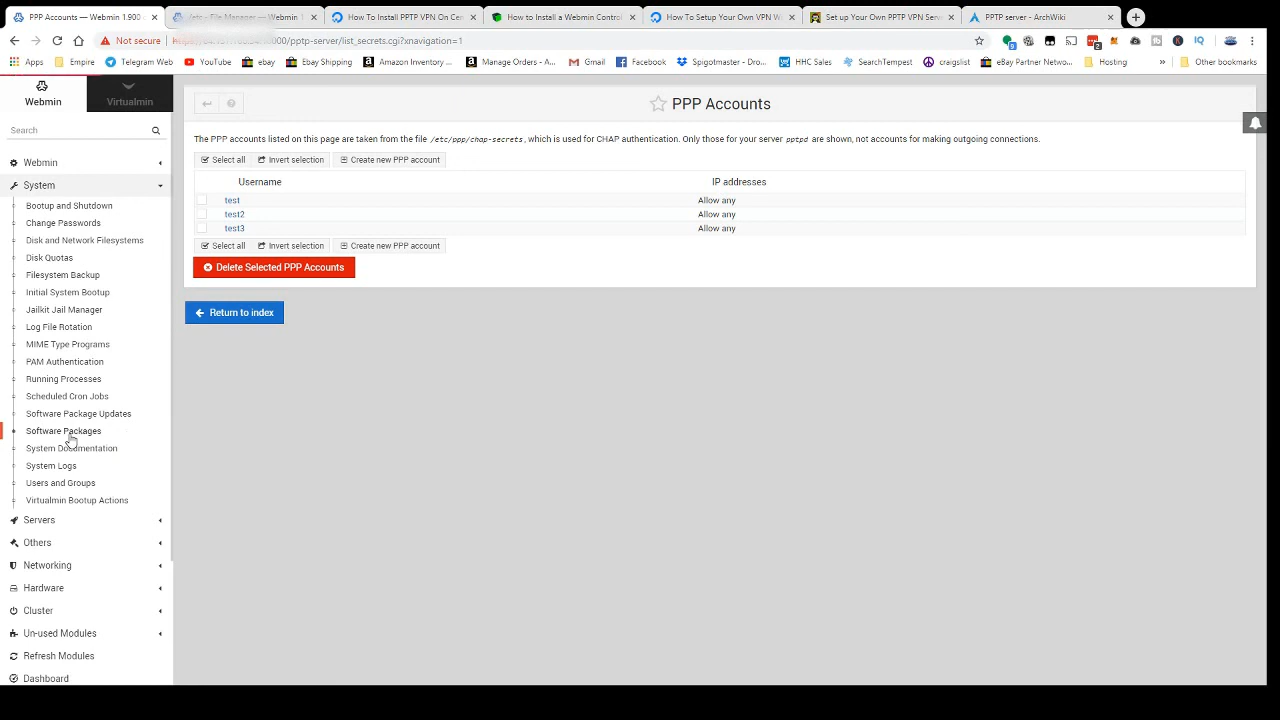 PPP Accounts — Webmin 1.900
/etc - File Manager — Webmin 1
How To Install PPTP VPN On Cen
How to Install a Webmin Control
How To Setup Your Own VPN W
Set up Your Own PPTP VPN Serv
PPTP server - ArchWiki
Not secure
/pptp-server/list_secrets.cgi?xnavigation=1
Apps
Empire
Telegram Web
YouTube
ebay
Ebay Shipping
Amazon Inventory ...
Manage Orders - A...
Gmail
Facebook
Spigotmaster - Dro...
HHC Sales
SearchTempest
craigslist
eBay Partner Netw...
Hosting
»
Other bookmarks
Webmin
Virtualmin
Search
Webmin
System
Bootup and Shutdown
Change Passwords
Disk and Network Filesystems
Disk Quotas
Filesystem Backup
Initial System Bootup
Jailkit Jail Manager
Log File Rotation
MIME Type Programs
PAM Authentication
Running Processes
Scheduled Cron Jobs
Software Package Updates
Software Packages
System Documentation
System Logs
Users and Groups
Virtualmin Bootup Actions
Servers
Others
Networking
Hardware
Cluster
Un-used Modules
Refresh Modules
Dashboard
PPP Accounts
The PPP accounts listed on this page are taken from the file /etc/ppp/chap-secrets, which is used for CHAP authentication. Only those for your server pptpd are shown, not accounts for making outgoing connections.
Select all Invert selection Create new PPP account
Username IP addresses
test Allow any
test2 Allow any
test3 Allow any
Select all Invert selection Create new PPP account
Delete Selected PPP Accounts
Return to index